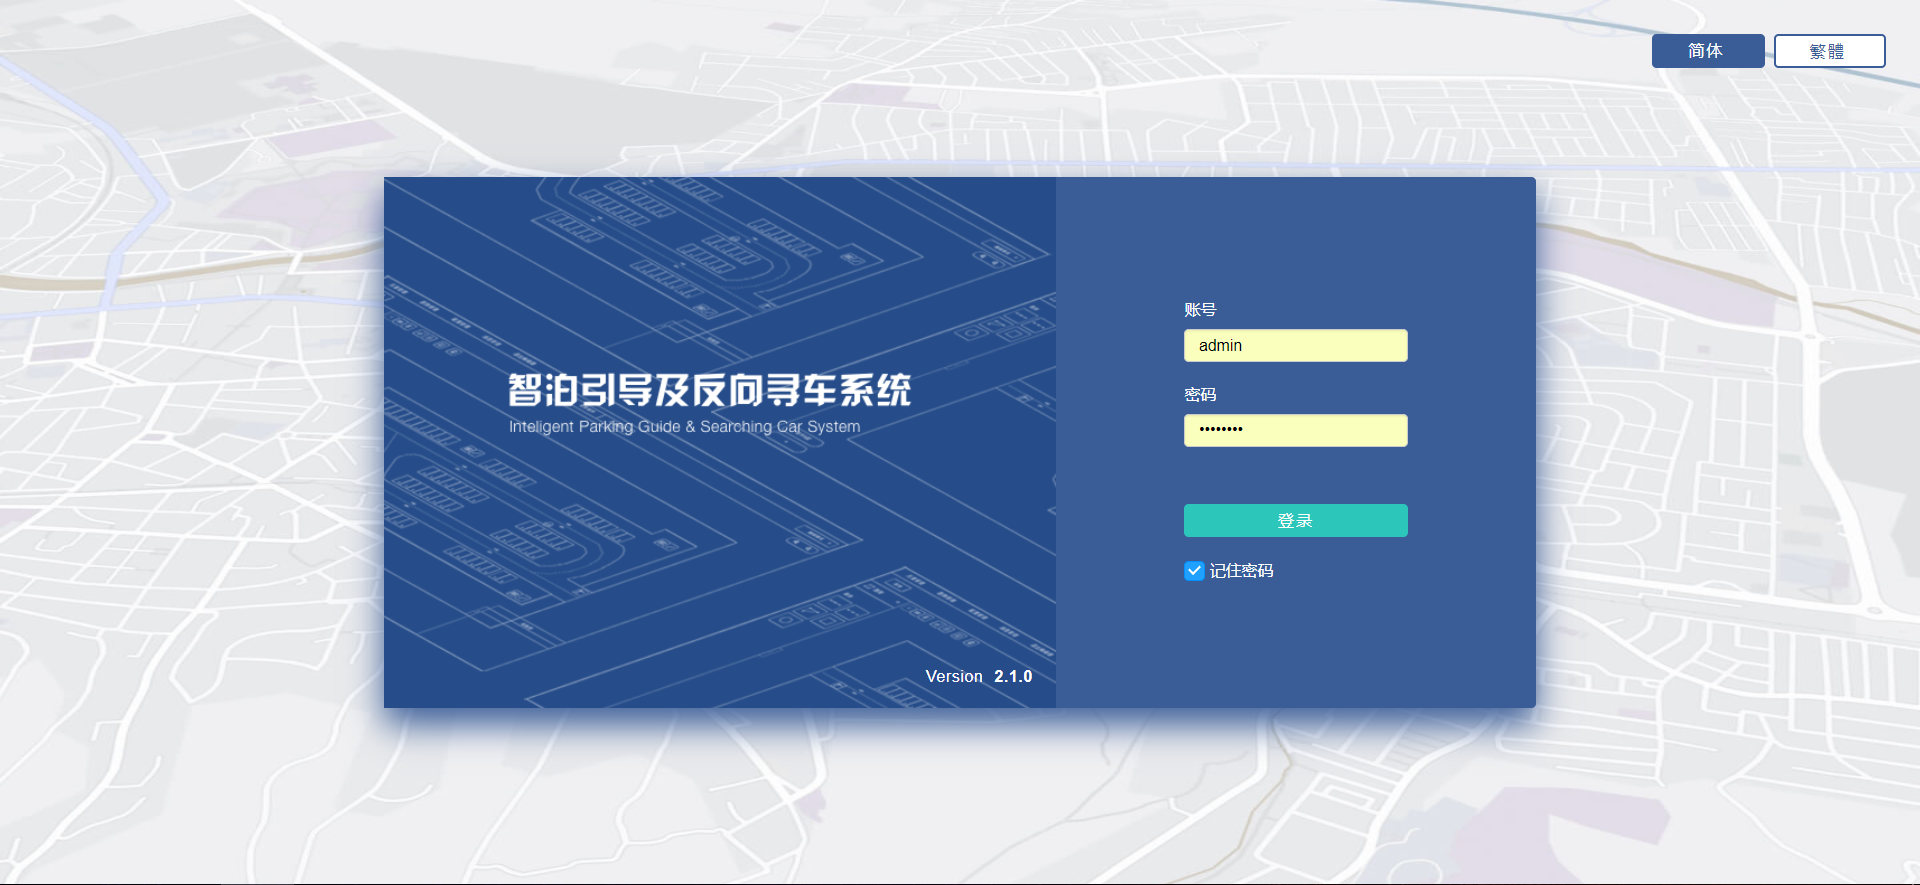 简体
繁體
智泊引导及反向寻车系统
Inteligent Parking Guide & Searching Car System
Version 2.1.0
账号
admin
密码
••••••••
登录
记住密码